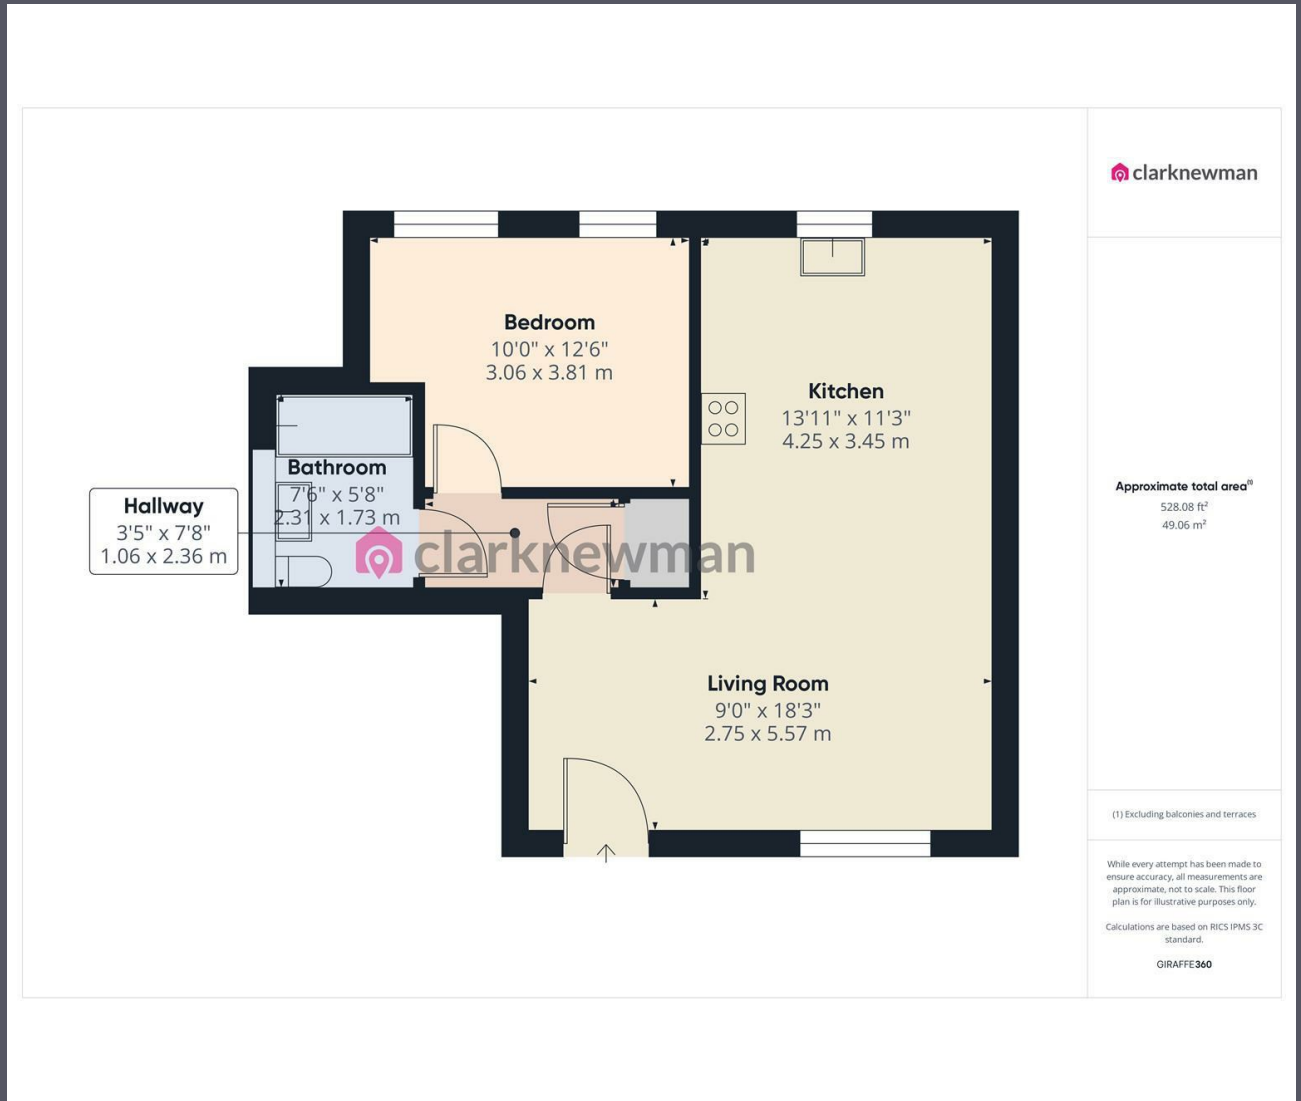 clarknewman
Bedroom
10'0" x 12'6"
3.06 x 3.81 m
Kitchen
13'11" x 11'3"
4.25 x 3.45 m
Bathroom
7'6" x 5'8"
2.31 x 1.73 m
Hallway
3'5" x 7'8"
1.06 x 2.36 m
clarknewman
Living Room
9'0" x 18'3"
2.75 x 5.57 m
Approximate total area⁽¹⁾
528.08 ft²
49.06 m²
(1) Excluding balconies and terraces
While every attempt has been made to
ensure accuracy, all measurements are
approximate, not to scale. This floor
plan is for illustrative purposes only.
Calculations are based on RICS IPMS 3C
standard.
GIRAFFE360